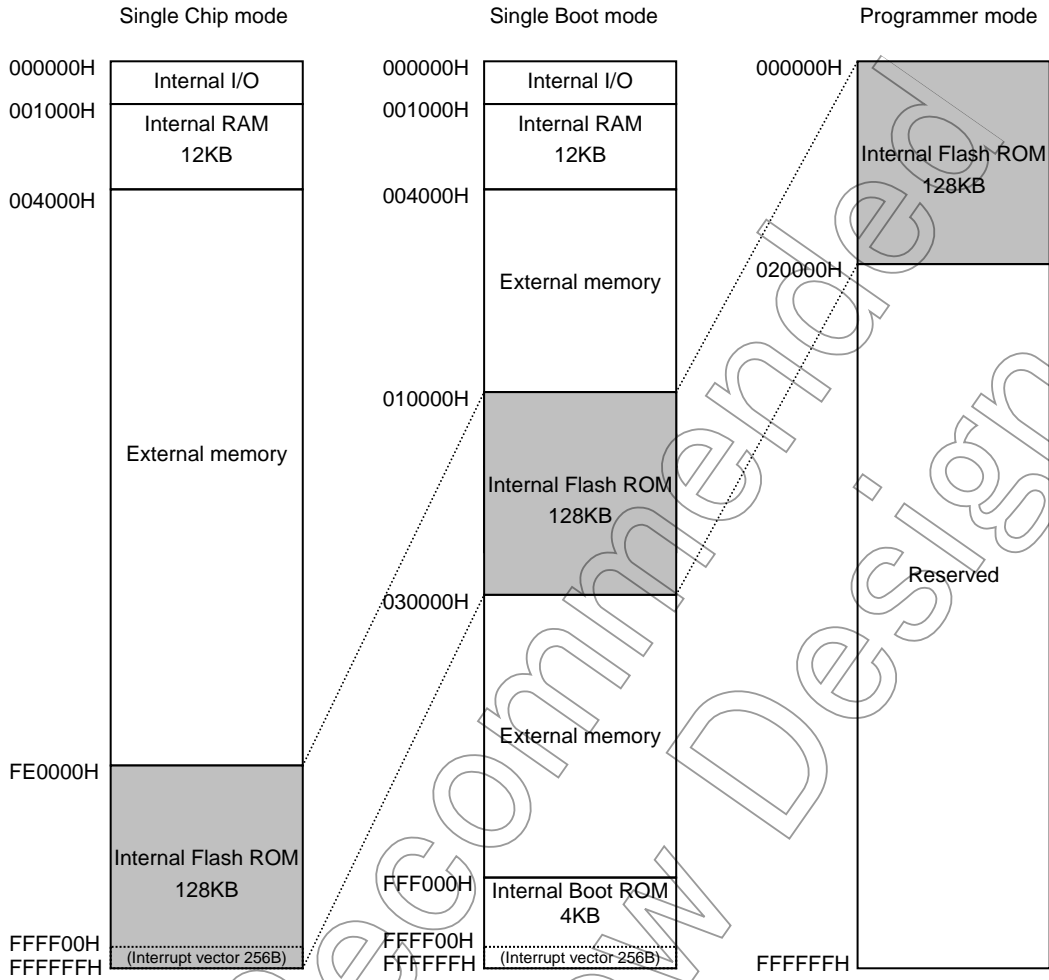 Single Chip mode
000000H
Internal I/O
001000H
Internal RAM
12KB
004000H
External memory
FE0000H
Internal Flash ROM
128KB
FFFF00H
(Interrupt vector 256B)
FFFFFFH
Single Boot mode
000000H
Internal I/O
001000H
Internal RAM
12KB
004000H
External memory
010000H
Internal Flash ROM
128KB
030000H
External memory
FFF000H
Internal Boot ROM
4KB
FFFF00H
(Interrupt vector 256B)
FFFFFFH
Programmer mode
000000H
Internal Flash ROM
128KB
020000H
Reserved
FFFFFFH
ecommended
w Design